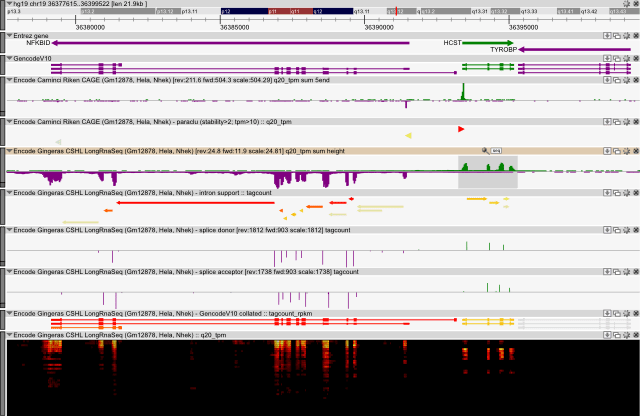 hg19 chr19 36377615..36399522 [len 21.9kb]
p13.3 p13.2 p13.12 p13.11 p12 p11 q11 q12 q13.11 q13.2 q13.31 q13.32 q13.33 q13.41 q13.42 q13.43
36380000 36385000 36390000 36395000
Entrez gene
NFKBID HCST
TYROBP
GencodeV10
Encode Carninci Riken CAGE (Gm12878, Hela, Nhek) [rev:211.6 fwd:504.3 scale:504.29] q20_tpm sum 5end
Encode Carninci Riken CAGE (Gm12878, Hela, Nhek) - paraclu (stability>2; tpm>10) :: q20_tpm
Encode Gingeras CSHL LongRnaSeq (Gm12878, Hela, Nhek) [rev:24.8 fwd:11.9 scale:24.81] q20_tpm sum height
Encode Gingeras CSHL LongRnaSeq (Gm12878, Hela, Nhek) - intron support :: tagcount
Encode Gingeras CSHL LongRnaSeq (Gm12878, Hela, Nhek) - splice donor [rev:1812 fwd:903 scale:1812] tagcount
Encode Gingeras CSHL LongRnaSeq (Gm12878, Hela, Nhek) - splice acceptor [rev:1738 fwd:903 scale:1738] tagcount
Encode Gingeras CSHL LongRnaSeq (Gm12878, Hela, Nhek) - GencodeV10 collated :: tagcount_rpkm
Encode Gingeras CSHL LongRnaSeq (Gm12878, Hela, Nhek) :: q20_tpm